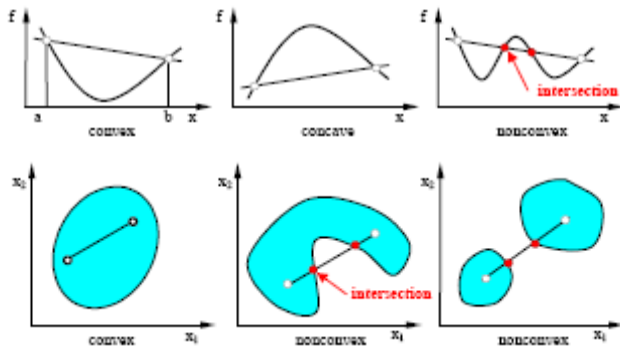 f
f
f
intersection
a
b
x
x
x
convex
concave
nonconvex
x₂
x₂
x₂
intersection
x₁
x₁
x₁
convex
nonconvex
nonconvex